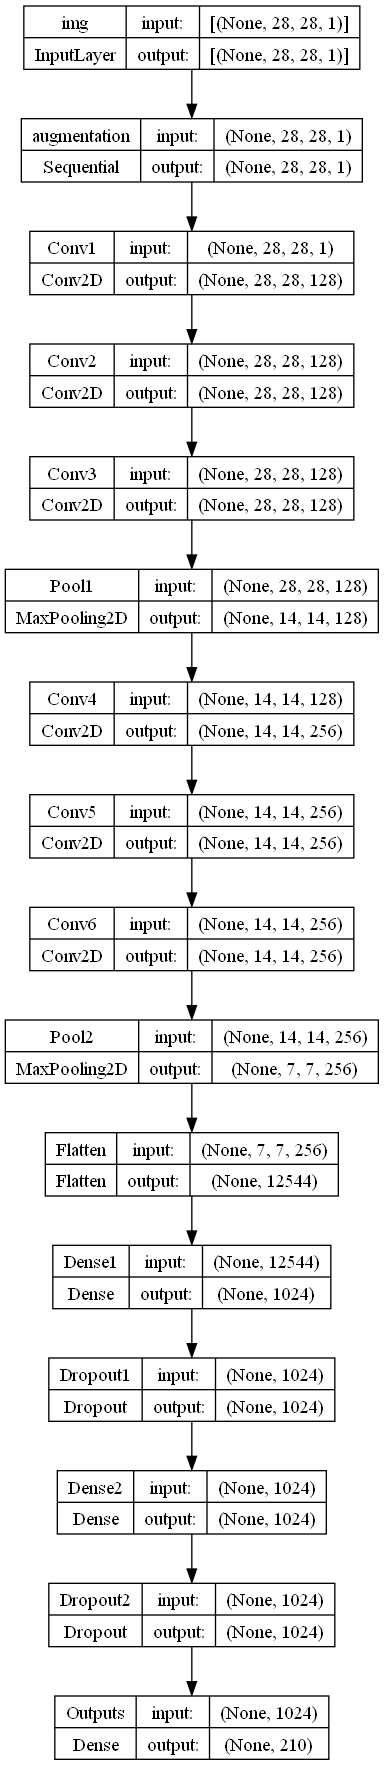 img input: [(None, 28, 28, 1)]
InputLayer output: [(None, 28, 28, 1)]
augmentation input: (None, 28, 28, 1)
Sequential output: (None, 28, 28, 1)
Conv1 input: (None, 28, 28, 1)
Conv2D output: (None, 28, 28, 128)
Conv2 input: (None, 28, 28, 128)
Conv2D output: (None, 28, 28, 128)
Conv3 input: (None, 28, 28, 128)
Conv2D output: (None, 28, 28, 128)
Pool1 input: (None, 28, 28, 128)
MaxPooling2D output: (None, 14, 14, 128)
Conv4 input: (None, 14, 14, 128)
Conv2D output: (None, 14, 14, 256)
Conv5 input: (None, 14, 14, 256)
Conv2D output: (None, 14, 14, 256)
Conv6 input: (None, 14, 14, 256)
Conv2D output: (None, 14, 14, 256)
Pool2 input: (None, 14, 14, 256)
MaxPooling2D output: (None, 7, 7, 256)
Flatten input: (None, 7, 7, 256)
Flatten output: (None, 12544)
Dense1 input: (None, 12544)
Dense output: (None, 1024)
Dropout1 input: (None, 1024)
Dropout output: (None, 1024)
Dense2 input: (None, 1024)
Dense output: (None, 1024)
Dropout2 input: (None, 1024)
Dropout output: (None, 1024)
Outputs input: (None, 1024)
Dense output: (None, 210)